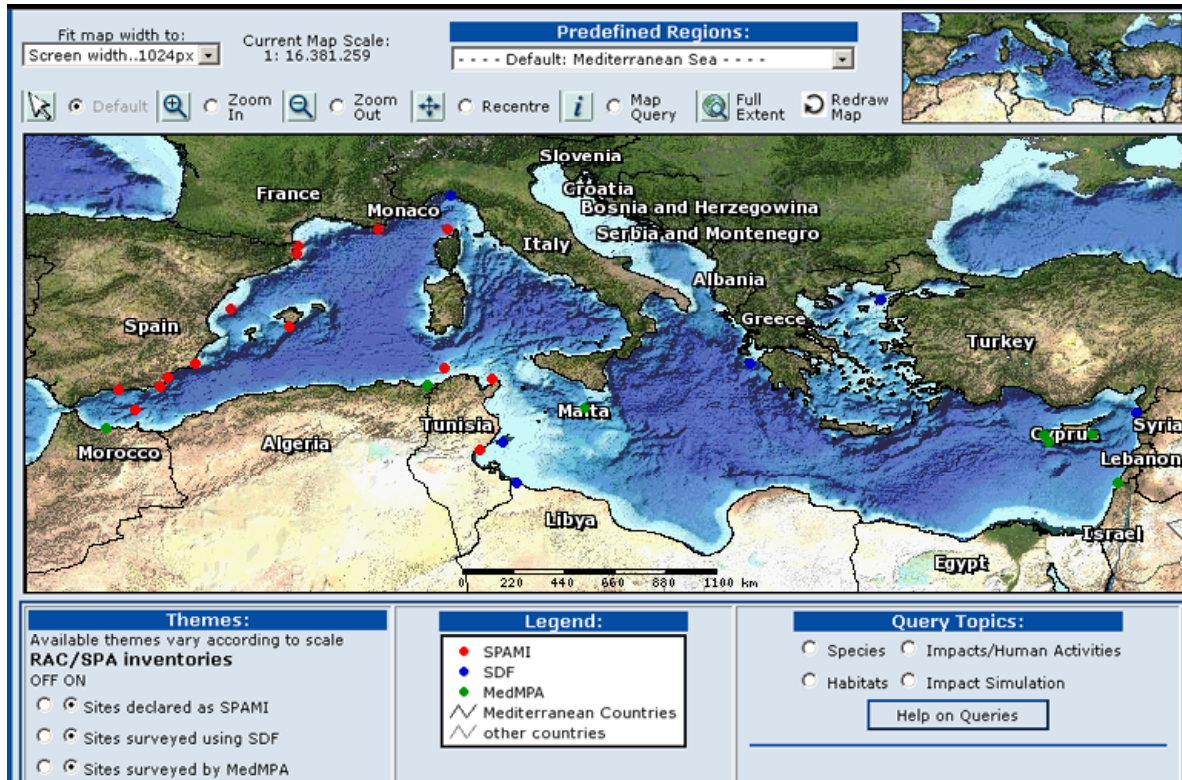 Fit map width to:
Screen width..1024px
Current Map Scale:
1: 16.381.259
Predefined Regions:
- - - - Default: Mediterranean Sea - - - -
Default
Zoom In
Zoom Out
Recentre
i
Map Query
Full Extent
Redraw Map
Slovenia
France
Croatia
Monaco
Bosnia and Herzegowina
Italy
Serbia and Montenegro
Albania
Spain
Greece
Turkey
Malta
Tunisia
Syria
Algeria
Cyprus
Morocco
Lebanon
Libya
Israel
Egypt
0 220 440 660 880 1100 km
Themes:
Available themes vary according to scale
RAC/SPA inventories
OFF ON
Sites declared as SPAMI
Sites surveyed using SDF
Sites surveyed by MedMPA
Legend:
SPAMI
SDF
MedMPA
Mediterranean Countries
other countries
Query Topics:
Species
Impacts/Human Activities
Habitats
Impact Simulation
Help on Queries